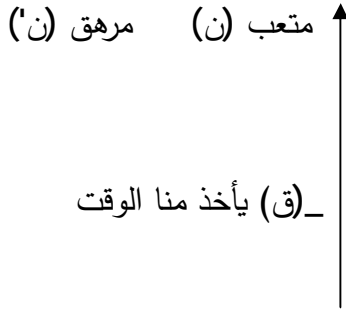 متعب (ن) مرهق (ن')
_(ق) يأخذ منا الوقت